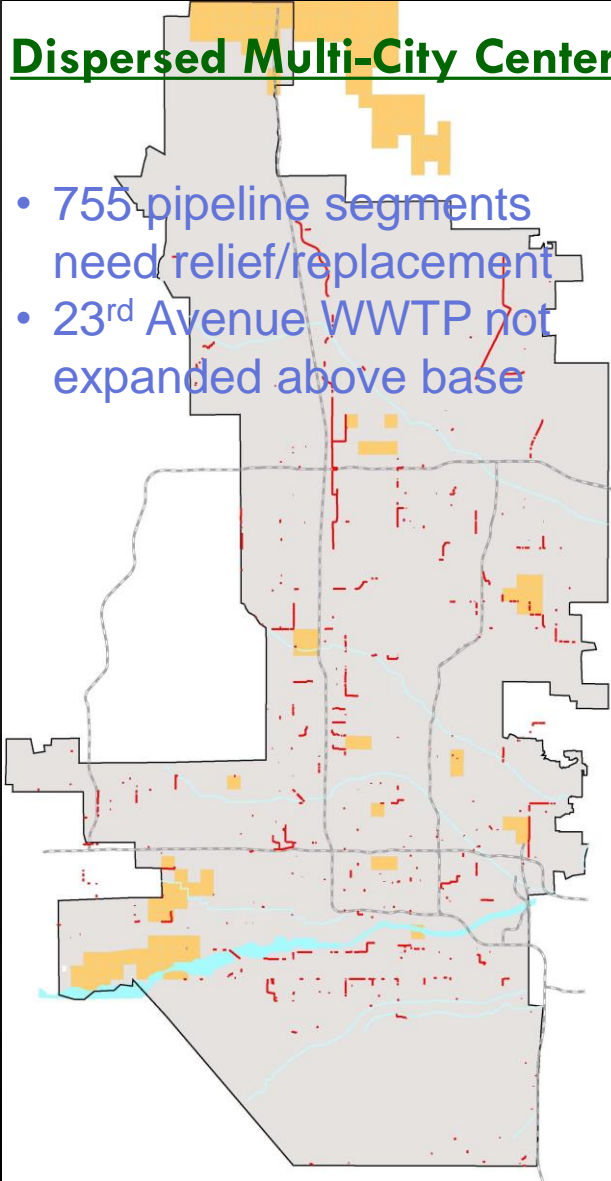 Dispersed Multi-City Center
• 755 pipeline segments
need relief/replacement
• 23rd Avenue WWTP not
expanded above base